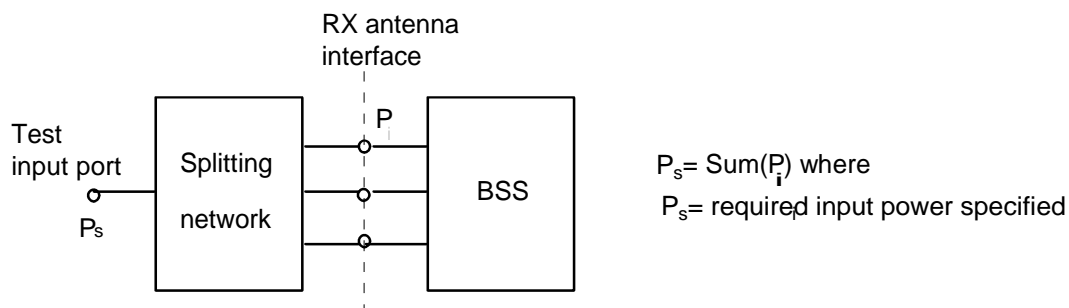 RX antenna
interface
Test
input port
Ps
Splitting
network
Pi
BSS
Ps= Sum(Pi) where
Ps= required input power specified